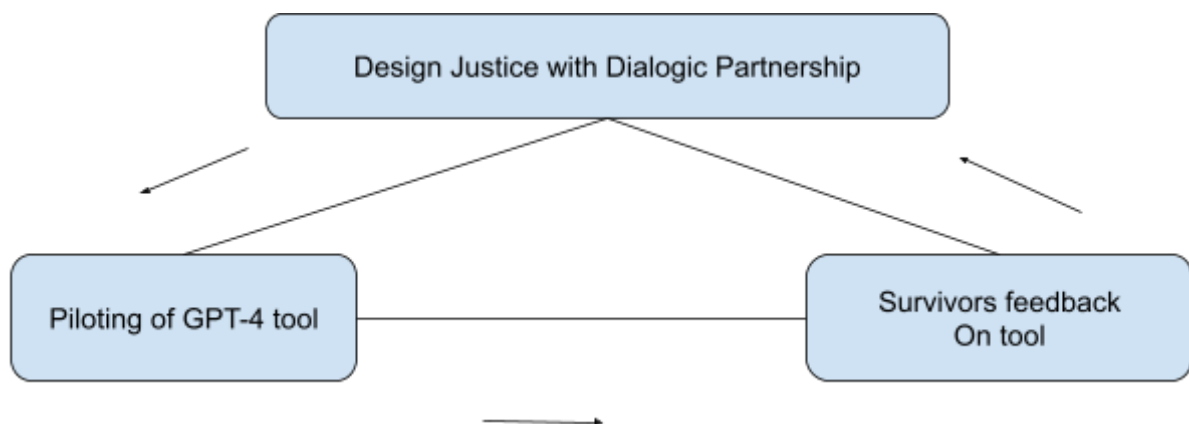 Design Justice with Dialogic Partnership
Piloting of GPT-4 tool
Survivors feedback
On tool